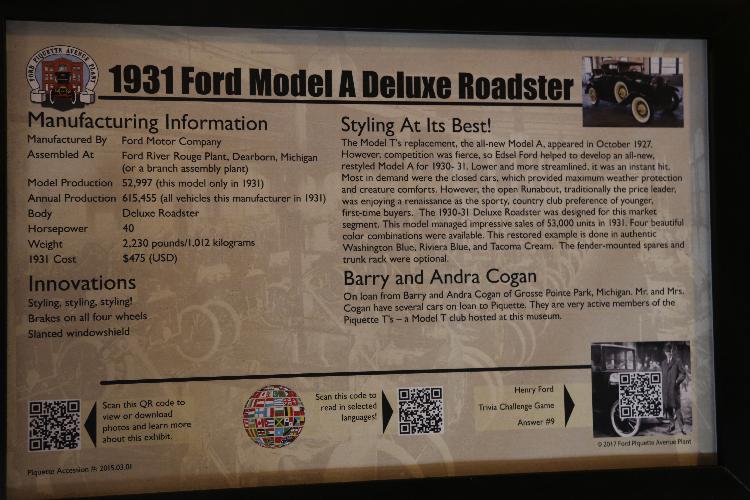 FORD PIQUETTE AVENUE PLANT
1931 Ford Model A Deluxe Roadster
Manufacturing Information
Manufactured By Ford Motor Company
Assembled At Ford River Rouge Plant, Dearborn, Michigan
(or a branch assembly plant)
Model Production 52,997 (this model only in 1931)
Annual Production 615,455 (all vehicles this manufacturer in 1931)
Body Deluxe Roadster
Horsepower 40
Weight 2,230 pounds/1,012 kilograms
1931 Cost $475 (USD)
Innovations
Styling, styling, styling!
Brakes on all four wheels
Slanted windowshield
Styling At Its Best!
The Model T's replacement, the all-new Model A, appeared in October 1927.
However, competition was fierce, so Edsel Ford helped to develop an all-new,
restyled Model A for 1930- 31. Lower and more streamlined, it was an instant hit.
Most in demand were the closed cars, which provided maximum weather protection
and creature comforts. However, the open Runabout, traditionally the price leader,
was enjoying a renaissance as the sporty, country club preference of younger,
first-time buyers. The 1930-31 Deluxe Roadster was designed for this market
segment. This model managed impressive sales of 53,000 units in 1931. Four beautiful
color combinations were available. This restored example is done in authentic
Washington Blue, Riviera Blue, and Tacoma Cream. The fender-mounted spares and
trunk rack were optional.
Barry and Andra Cogan
On loan from Barry and Andra Cogan of Grosse Pointe Park, Michigan. Mr. and Mrs.
Cogan have several cars on loan to Piquette. They are very active members of the
Piquette T's – a Model T club hosted at this museum.
Scan this QR code to
view or download
photos and learn more
about this exhibit.
Scan this code to
read in selected
languages!
Henry Ford
Trivia Challenge Game
Answer #9
© 2017 Ford Piquette Avenue Plant
Piquette Accession #: 2015.03.01